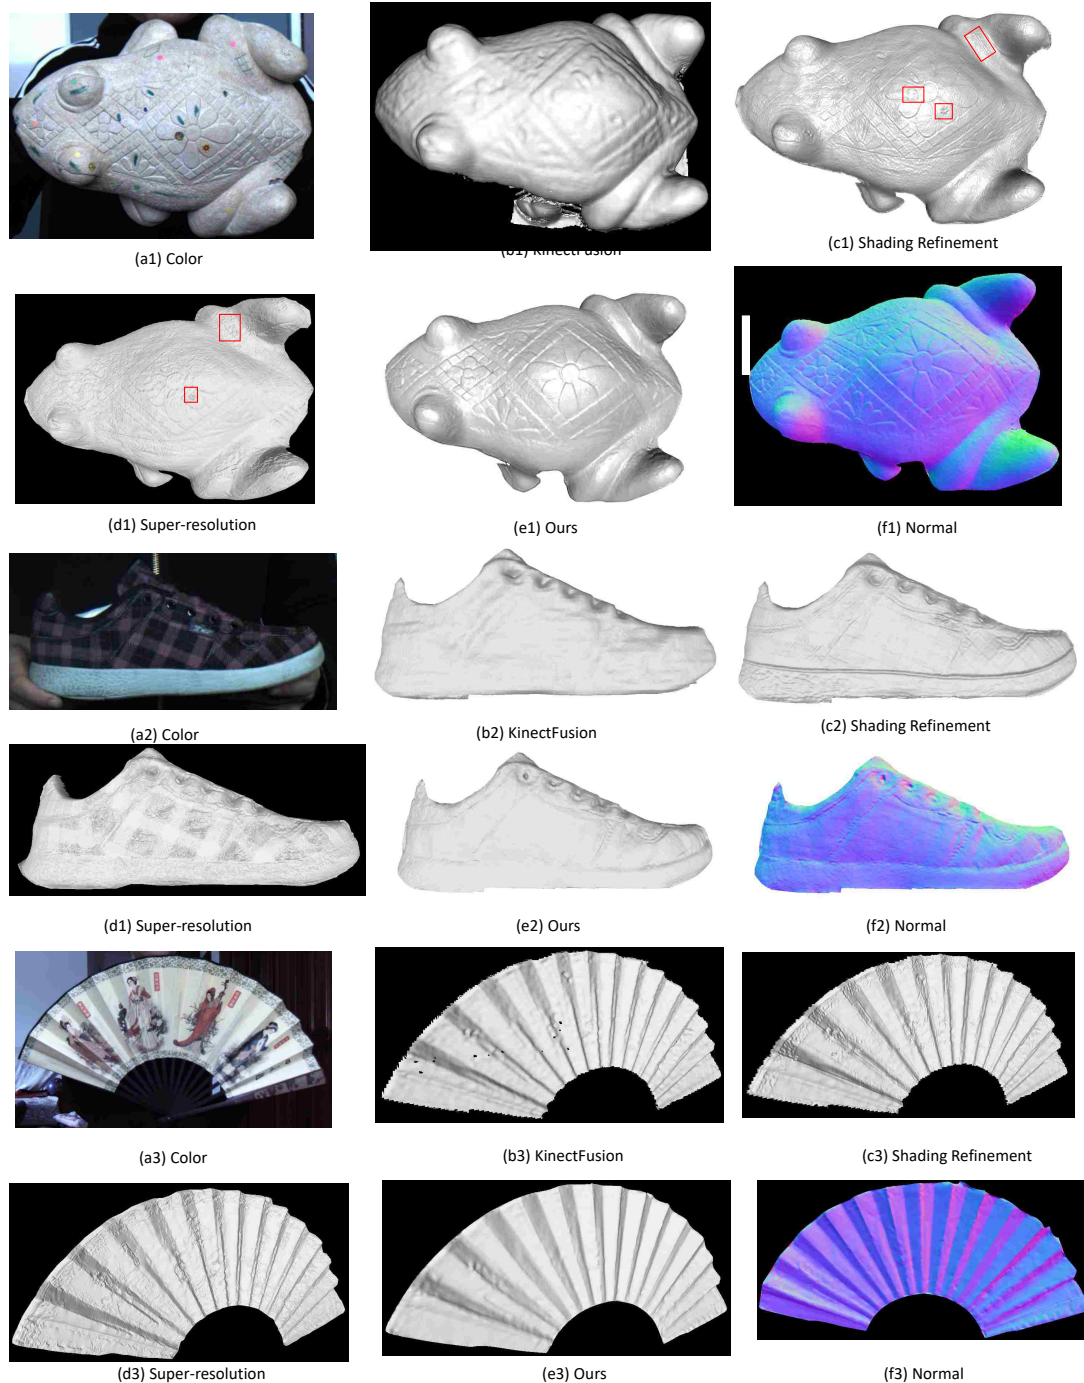 (a1) Color
(b1) KinectFusion
(c1) Shading Refinement
(d1) Super-resolution
(e1) Ours
(f1) Normal
(a2) Color
(b2) KinectFusion
(c2) Shading Refinement
(d1) Super-resolution
(e2) Ours
(f2) Normal
(a3) Color
(b3) KinectFusion
(c3) Shading Refinement
(d3) Super-resolution
(e3) Ours
(f3) Normal